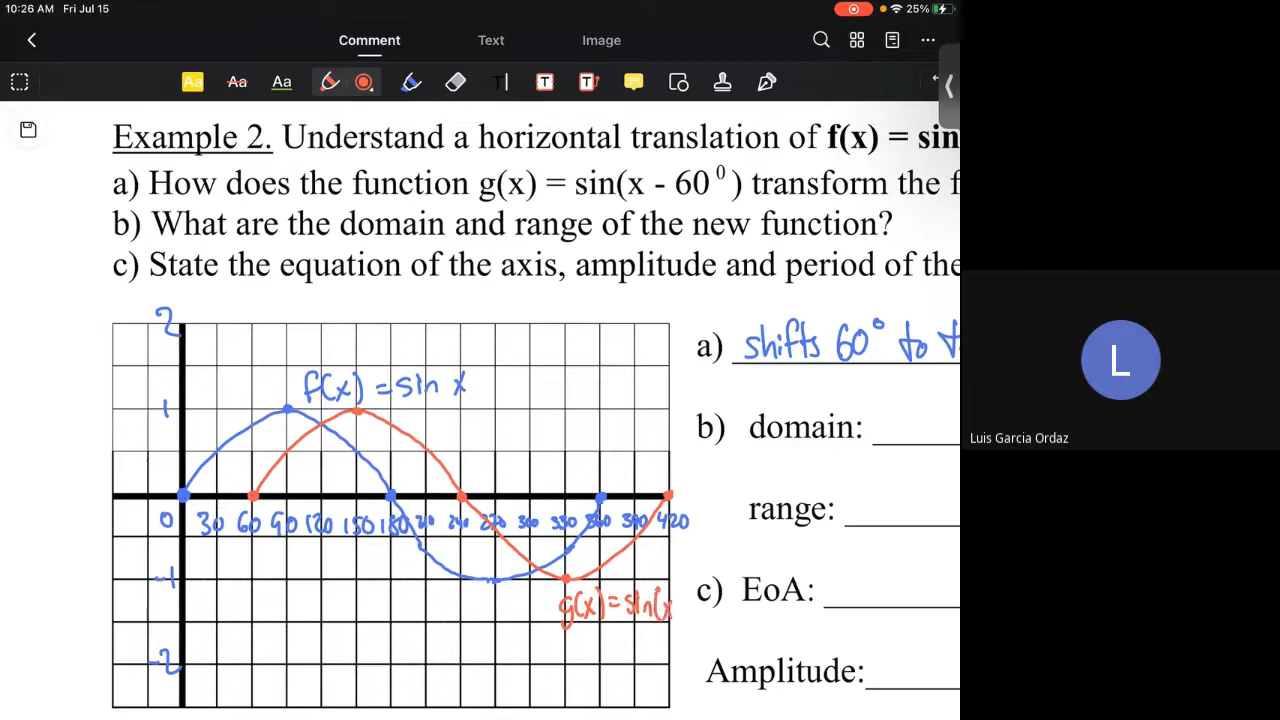 10:26 AM Fri Jul 15
25%
Comment Text Image
Aa Aa Aa T T T
Example 2. Understand a horizontal translation of f(x) = sin
a) How does the function g(x) = sin(x - 60⁰) transform the f
b) What are the domain and range of the new function?
c) State the equation of the axis, amplitude and period of the
2
f(x) = sin x
1
0 30 60 90 120 150 180 210 240 270 300 330 360 390 420
-1
g(x) = sin(x
-2
a) shifts 60° to t
b) domain:
range:
c) EoA:
Amplitude:
L
Luis Garcia Ordaz